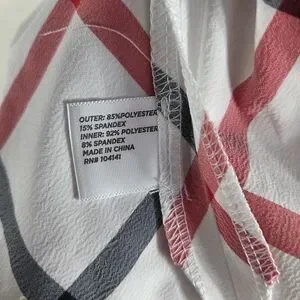 OUTER: 85%POLYESTER
15% SPANDEX
INNER: 92% POLYESTER
8% SPANDEX
MADE IN CHINA
RN# 104141